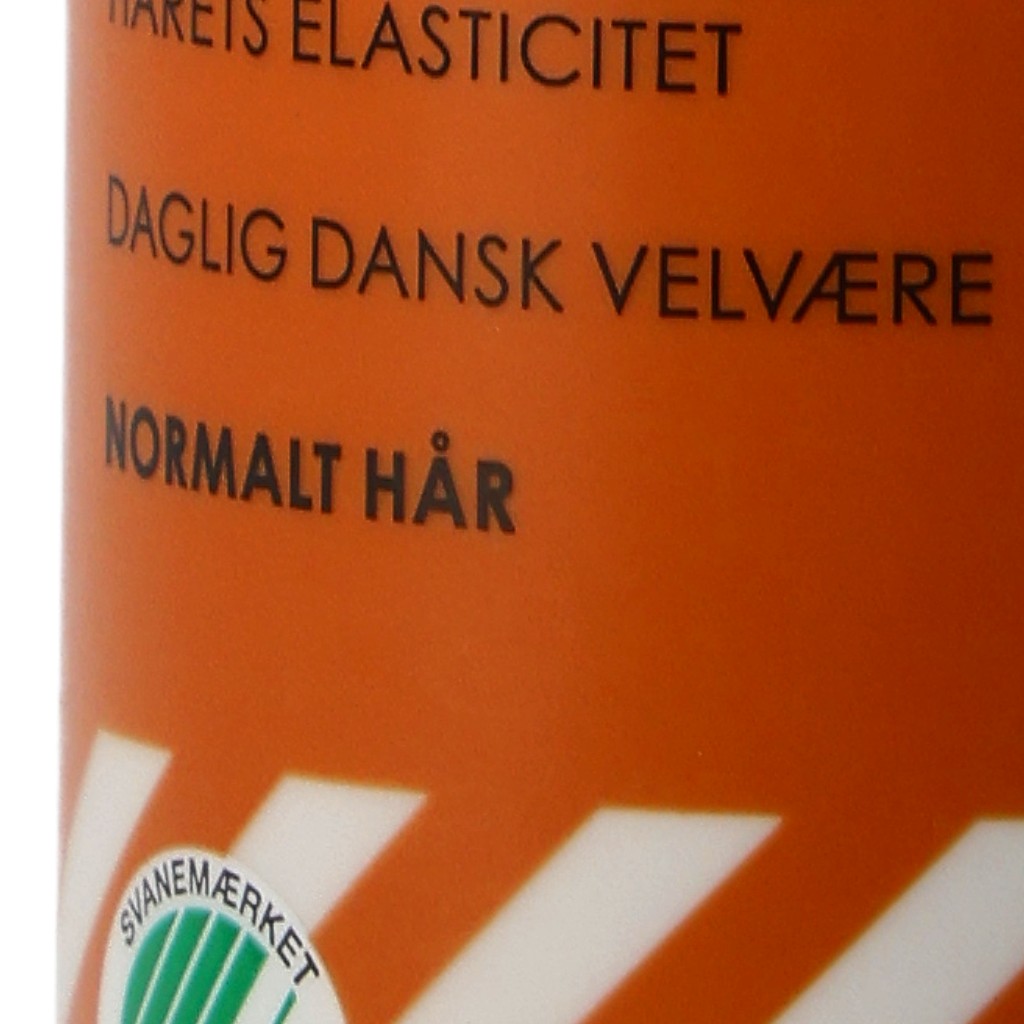 HÅRETS ELASTICITET
DAGLIG DANSK VELVÆRE
NORMALT HÅR
SVANEMÆRKET